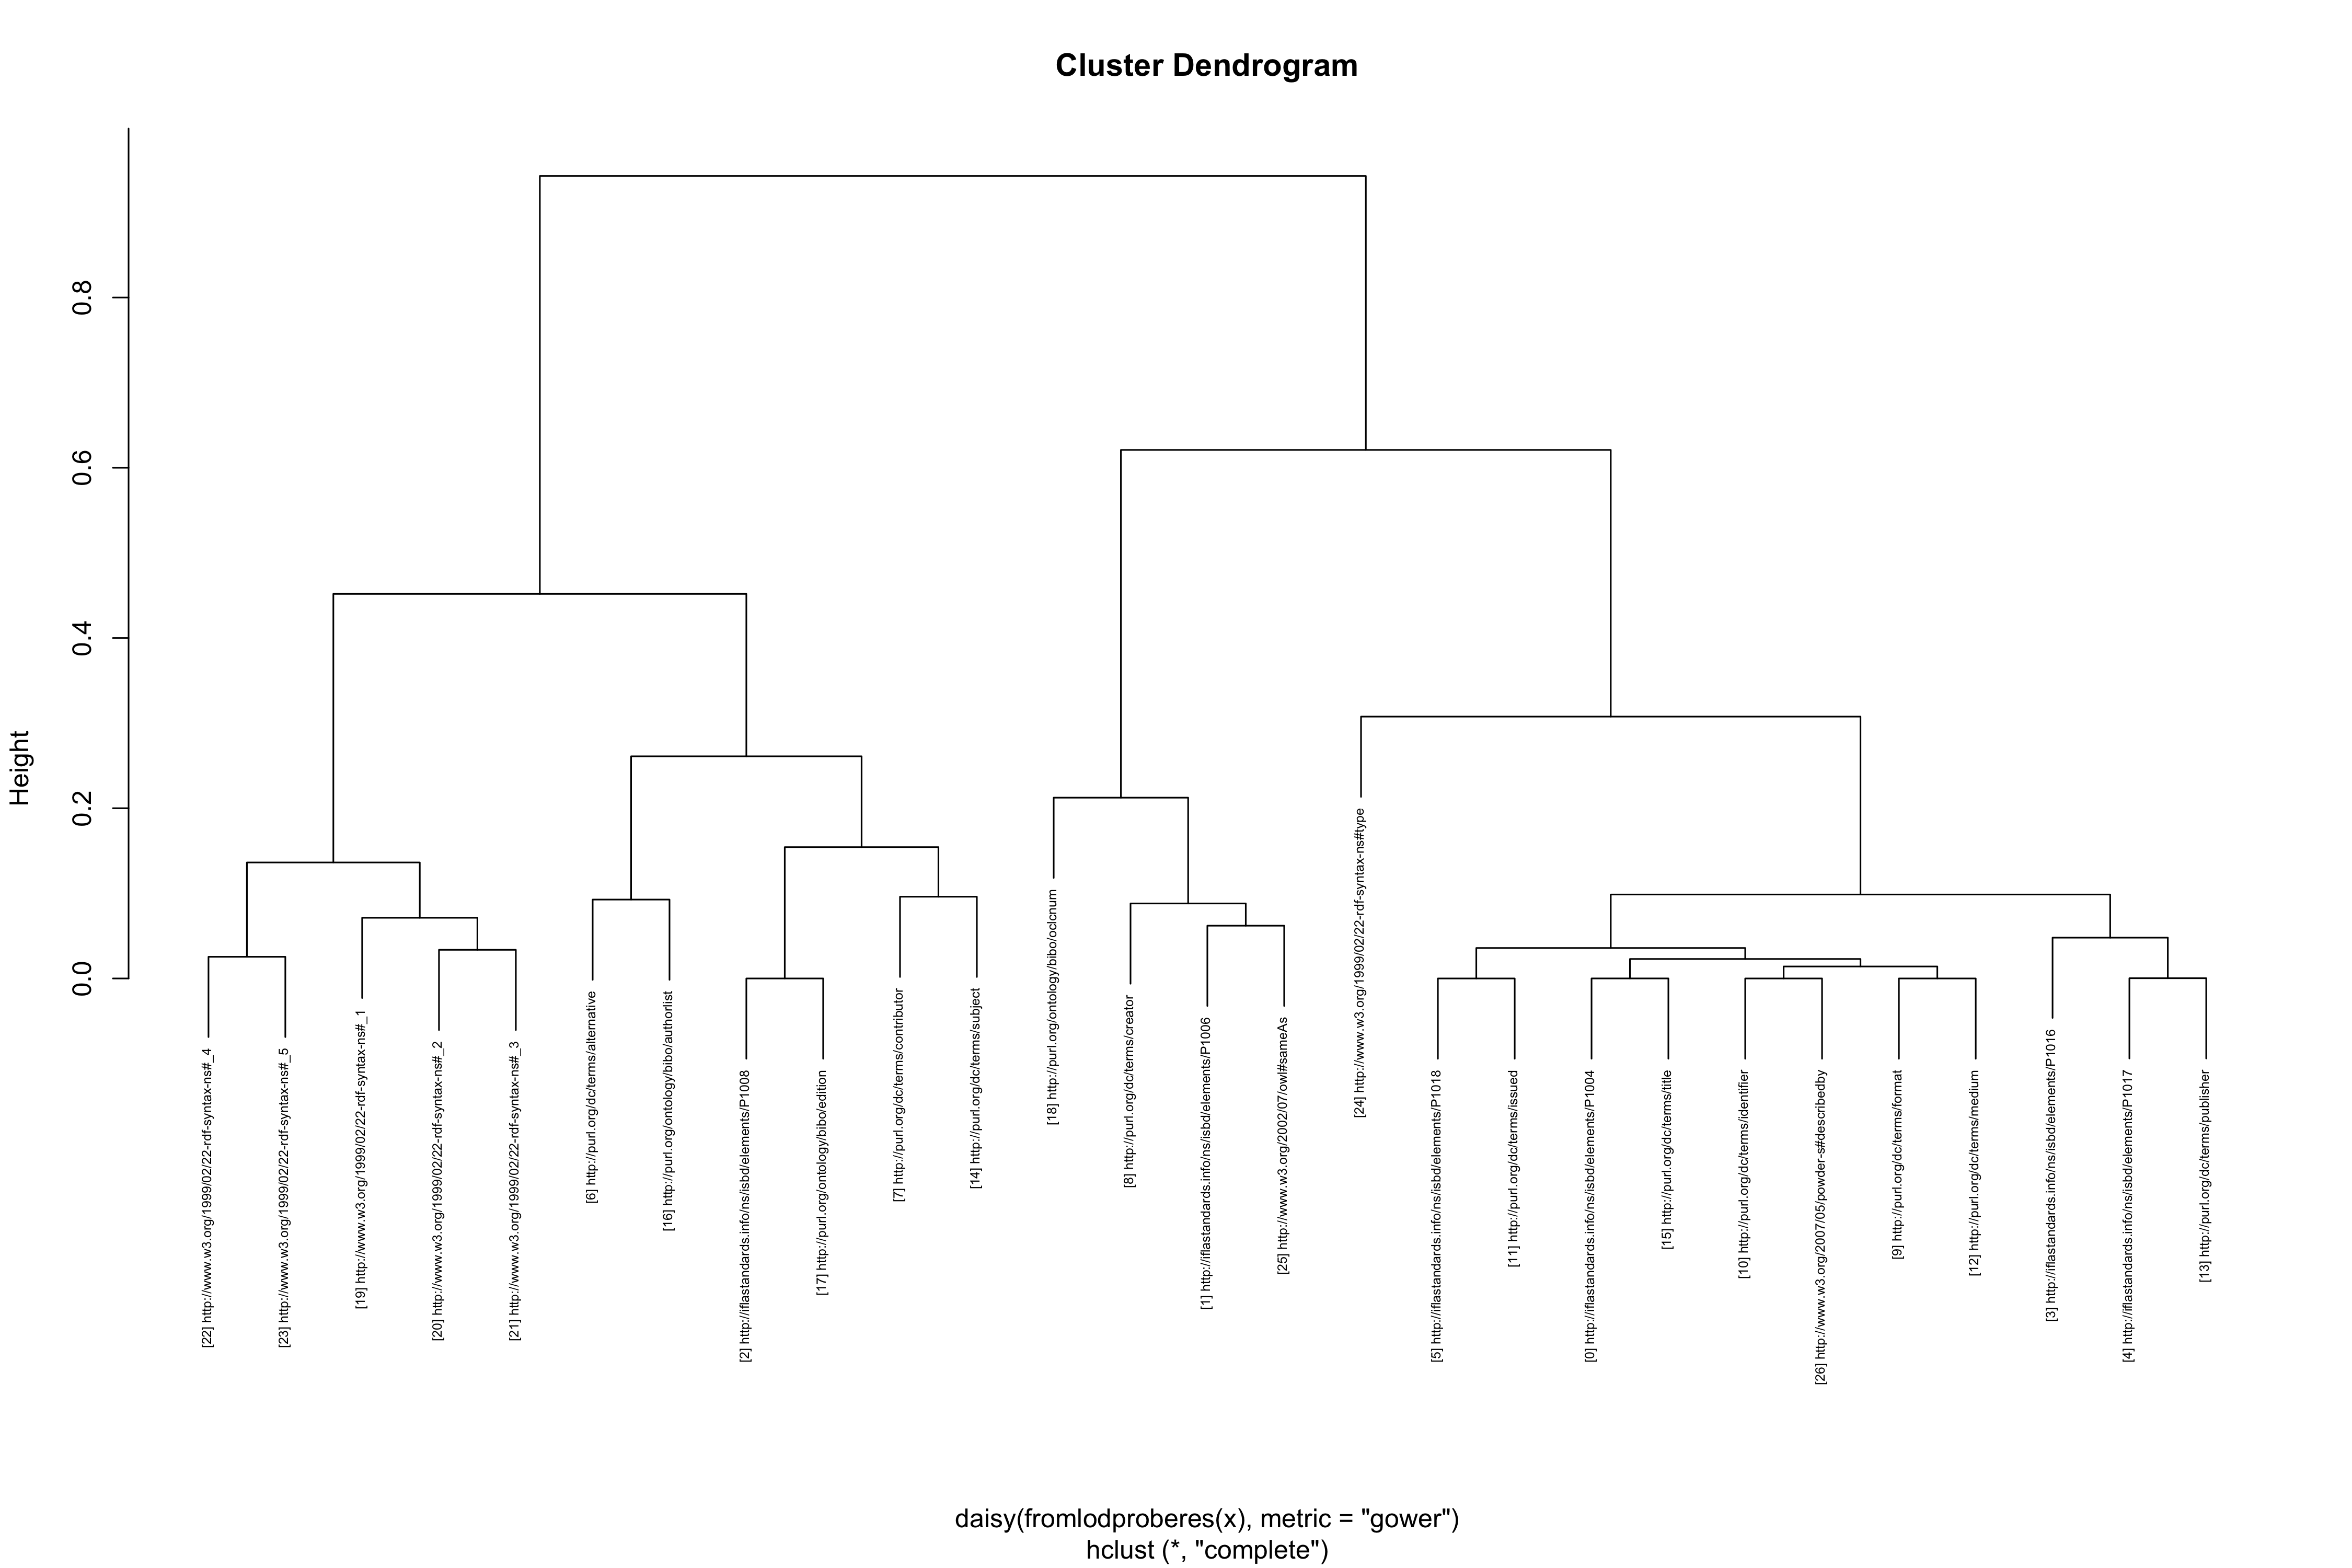 Cluster Dendrogram
Height
0.0
0.2
0.4
0.6
0.8
[22] http://www.w3.org/1999/02/22-rdf-syntax-ns#_4
[23] http://www.w3.org/1999/02/22-rdf-syntax-ns#_5
[19] http://www.w3.org/1999/02/22-rdf-syntax-ns#_1
[20] http://www.w3.org/1999/02/22-rdf-syntax-ns#_2
[21] http://www.w3.org/1999/02/22-rdf-syntax-ns#_3
[6] http://purl.org/dc/terms/alternative
[16] http://purl.org/ontology/bibo/authorlist
[2] http://iflastandards.info/ns/isbd/elements/P1008
[17] http://purl.org/ontology/bibo/edition
[7] http://purl.org/dc/terms/contributor
[14] http://purl.org/dc/terms/subject
[18] http://purl.org/ontology/bibo/oclcnum
[8] http://purl.org/dc/terms/creator
[1] http://iflastandards.info/ns/isbd/elements/P1006
[25] http://www.w3.org/2002/07/owl#sameAs
[24] http://www.w3.org/1999/02/22-rdf-syntax-ns#type
[5] http://iflastandards.info/ns/isbd/elements/P1018
[11] http://purl.org/dc/terms/issued
[0] http://iflastandards.info/ns/isbd/elements/P1004
[15] http://purl.org/dc/terms/title
[10] http://purl.org/dc/terms/identifier
[26] http://www.w3.org/2007/05/powder-s#describedby
[9] http://purl.org/dc/terms/format
[12] http://purl.org/dc/terms/medium
[3] http://iflastandards.info/ns/isbd/elements/P1016
[4] http://iflastandards.info/ns/isbd/elements/P1017
[13] http://purl.org/dc/terms/publisher
daisy(fromlodproberes(x), metric = "gower")
hclust (*, "complete")